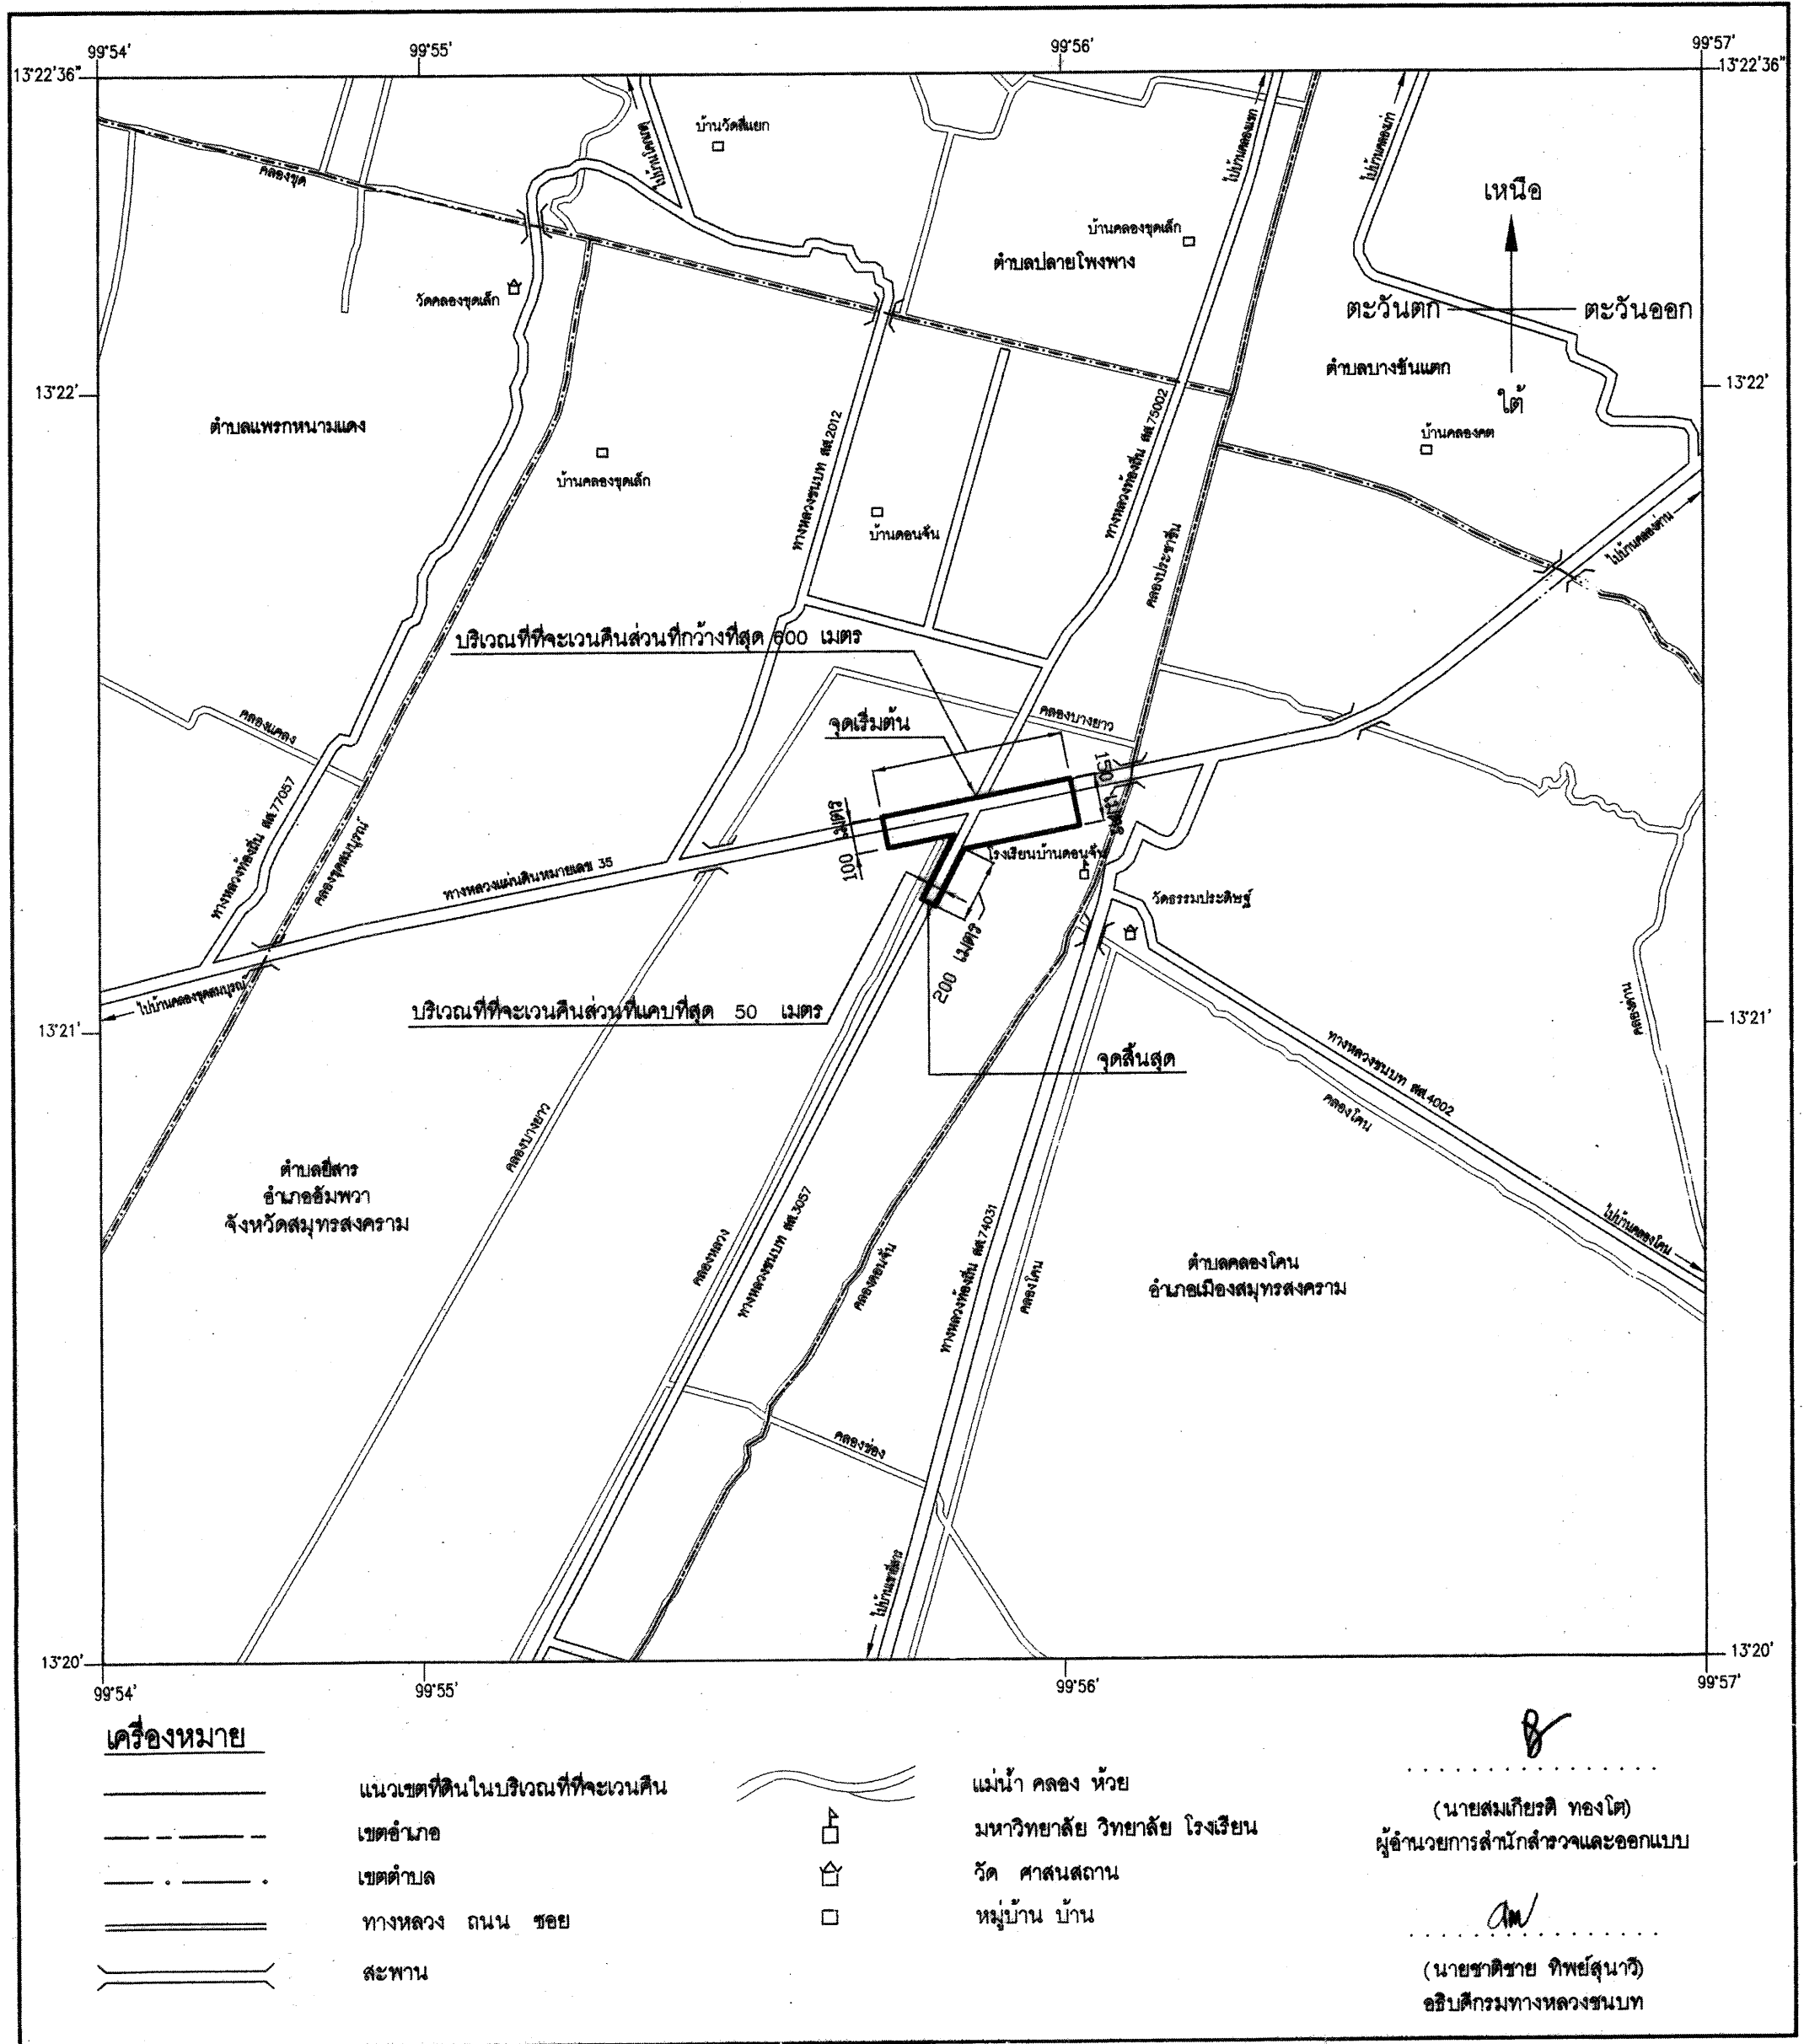 99°54'
99°55'
99°56'
99°57'
13°22'36"
13°22'36"
ไปบ้านคลองแขก
ไปบ้านคลองเก่า
บ้านวัดสี่แยก
คลองขุด
เหนือ
บ้านคลองขุดเล็ก
ตำบลปลายโพงพาง
วัดคลองขุดเล็ก
ตะวันตก
ตะวันออก
ตำบลบางขันแตก
13°22'
13°22'
ใต้
ตำบลแพรกหนามแดง
บ้านคลองคต
ทางหลวงชนบท สส.2012
ทางหลวงท้องถิ่น สส.75002
บ้านคลองขุดเล็ก
บ้านดอนจั่น
ไปบ้านคลองด่าน
คลองประชาชื่น
บริเวณที่ที่จะเวนคืนส่วนที่กว้างที่สุด 600 เมตร
คลองแดลง
จุดเริ่มต้น
คลองบางยาว
150 เมตร
ทางหลวงท้องถิ่น สส.77057
คลองขุดสมบูรณ์
100 เมตร
โรงเรียนบ้านดอนจั่น
ทางหลวงแผ่นดินหมายเลข 35
วัดธรรมประดิษฐ์
200 เมตร
ไปบ้านคลองขุดสมบูรณ์
บริเวณที่ที่จะเวนคืนส่วนที่แคบที่สุด 50 เมตร
13°21'
13°21'
จุดสิ้นสุด
ทางหลวงชนบท สส.4002
คลองโคน
คลองบางยาว
ตำบลยี่สาร
อำเภออัมพวา
จังหวัดสมุทรสงคราม
คลองหลวง
ทางหลวงชนบท สส.3057
คลองดอนจั่น
ทางหลวงท้องถิ่น สส.74031
คลองโคน
ไปบ้านคลองโคน
ตำบลคลองโคน
อำเภอเมืองสมุทรสงคราม
คลองช่อง
ไปบ้านเขายี่สาร
13°20'
13°20'
99°54'
99°55'
99°56'
99°57'
เครื่องหมาย
แนวเขตที่ดินในบริเวณที่ที่จะเวนคืน
เขตอำเภอ
เขตตำบล
ทางหลวง ถนน ซอย
สะพาน
แม่น้ำ คลอง ห้วย
มหาวิทยาลัย วิทยาลัย โรงเรียน
วัด ศาสนสถาน
หมู่บ้าน บ้าน
(นายสมเกียรติ ทองโต)
ผู้อำนวยการสำนักสำรวจและออกแบบ
(นายชาติชาย ทิพย์สุนาวี)
อธิบดีกรมทางหลวงชนบท